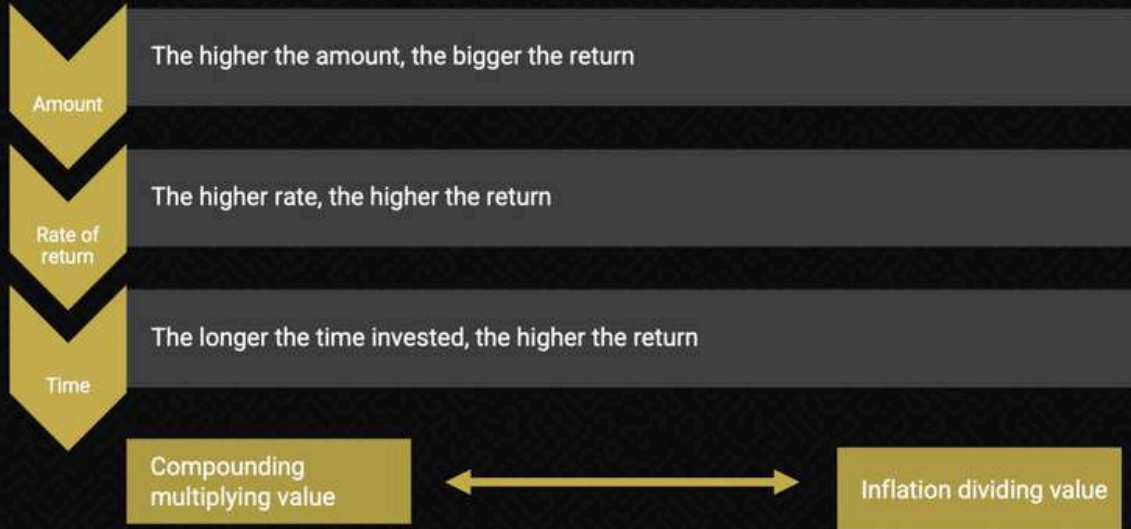 The higher the amount, the bigger the return
Amount
The higher rate, the higher the return
Rate of
return
The longer the time invested, the higher the return
Time
Compounding
multiplying value
Inflation dividing value